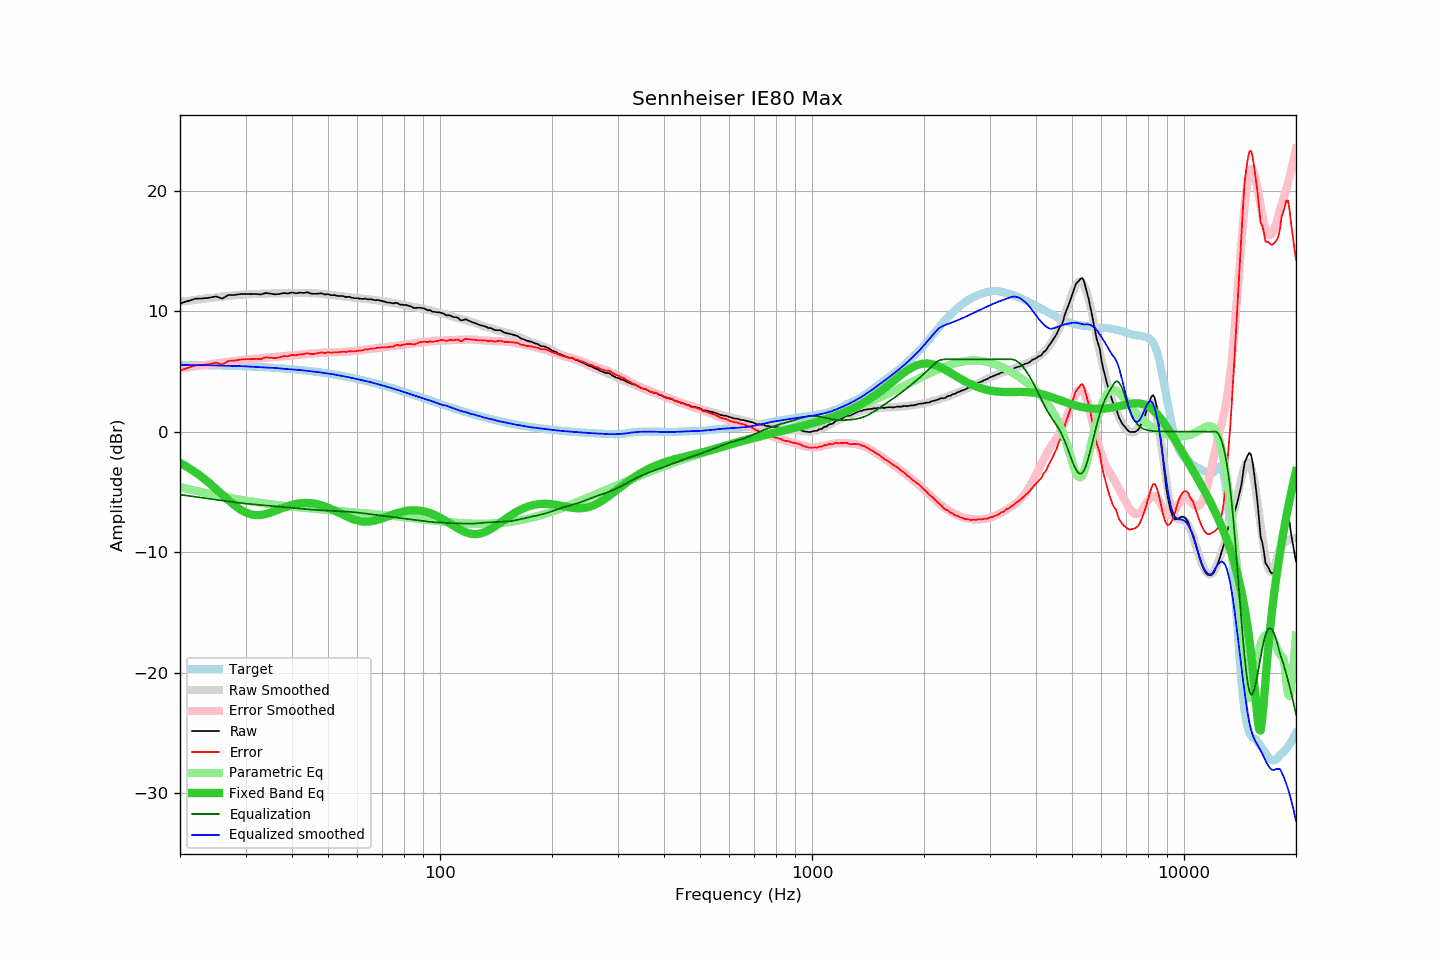 Sennheiser IE80 Max
Amplitude (dBr)
20
10
0
−10
−20
−30
Target
Raw Smoothed
Error Smoothed
Raw
Error
Parametric Eq
Fixed Band Eq
Equalization
Equalized smoothed
100 1000 10000
Frequency (Hz)